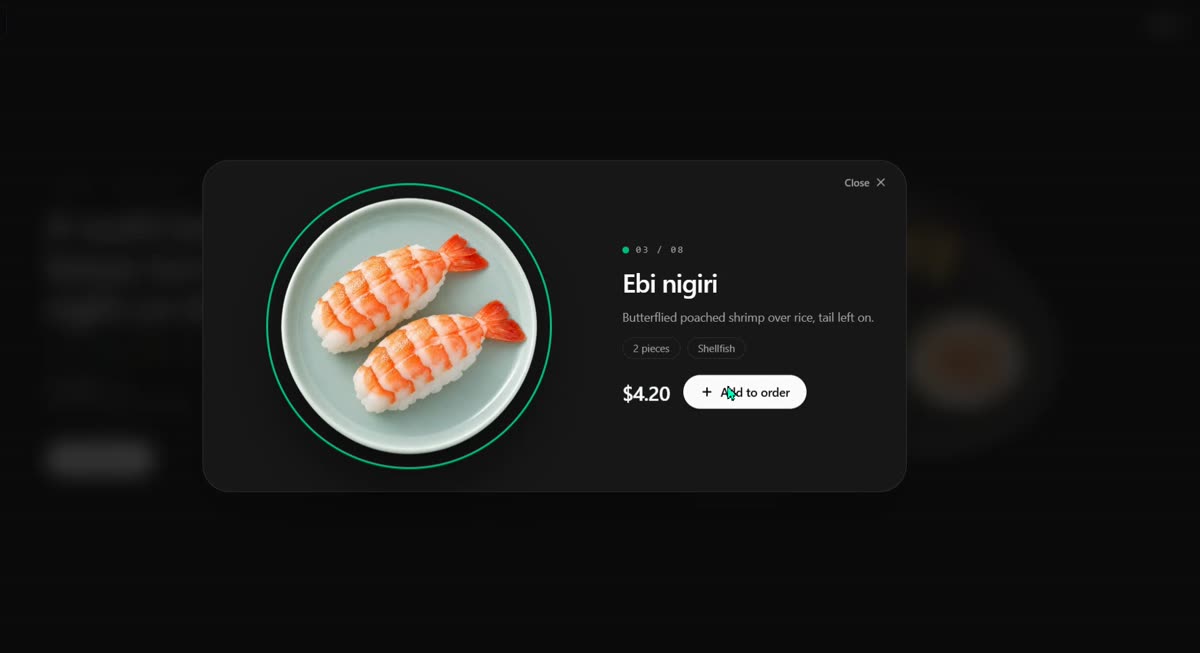 Close
03 / 08
Ebi nigiri
Butterflied poached shrimp over rice, tail left on.
2 pieces
Shellfish
$4.20
+ Add to order